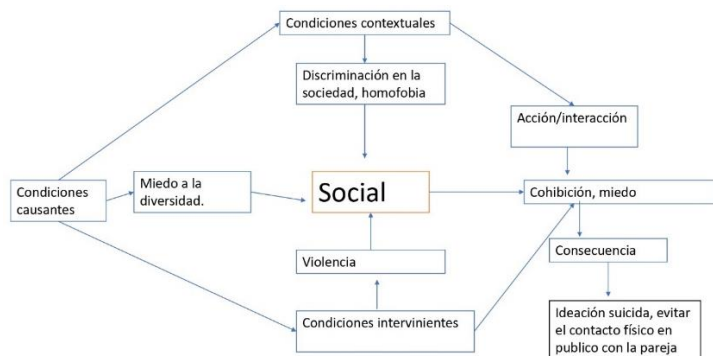 Condiciones contextuales
Discriminación en la
sociedad, homofobia
Acción/interacción
Condiciones
causantes
Miedo a la
diversidad.
Social
Cohibición, miedo
Violencia
Consecuencia
Condiciones intervinientes
Ideación suicida, evitar
el contacto físico en
publico con la pareja